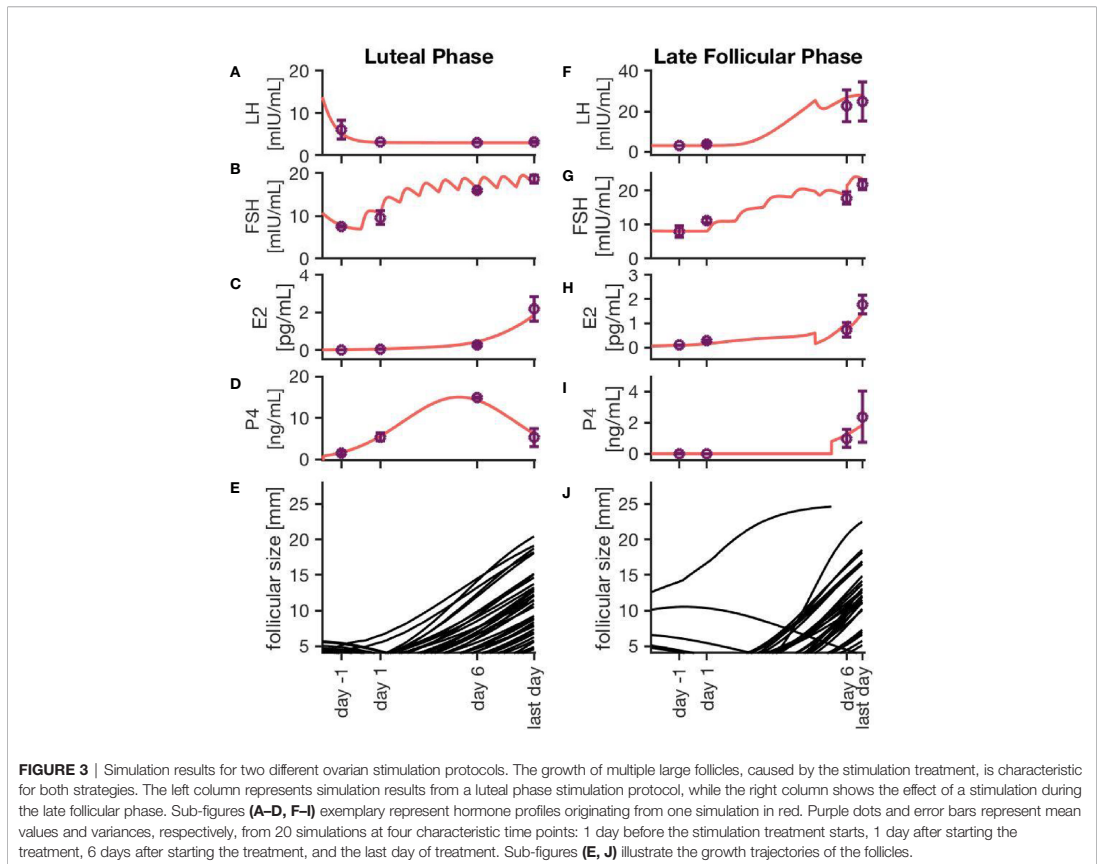 Luteal Phase
Late Follicular Phase
A
LH
[mIU/mL]
20
10
0
F
LH
[mIU/mL]
40
20
0
B
FSH
[mIU/mL]
20
10
0
G
FSH
[mIU/mL]
20
10
0
C
E2
[pg/mL]
4
2
0
H
E2
[pg/mL]
3
2
1
0
D
P4
[ng/mL]
20
10
0
I
P4
[ng/mL]
4
2
0
E
follicular size [mm]
25
20
15
10
5
J
follicular size [mm]
25
20
15
10
5
day -1
day 1
day 6
last day
day -1
day 1
day 6
last day
FIGURE 3 | Simulation results for two different ovarian stimulation protocols. The growth of multiple large follicles, caused by the stimulation treatment, is characteristic
for both strategies. The left column represents simulation results from a luteal phase stimulation protocol, while the right column shows the effect of a stimulation during
the late follicular phase. Sub-figures (A–D, F–I) exemplary represent hormone profiles originating from one simulation in red. Purple dots and error bars represent mean
values and variances, respectively, from 20 simulations at four characteristic time points: 1 day before the stimulation treatment starts, 1 day after starting the
treatment, 6 days after starting the treatment, and the last day of treatment. Sub-figures (E, J) illustrate the growth trajectories of the follicles.